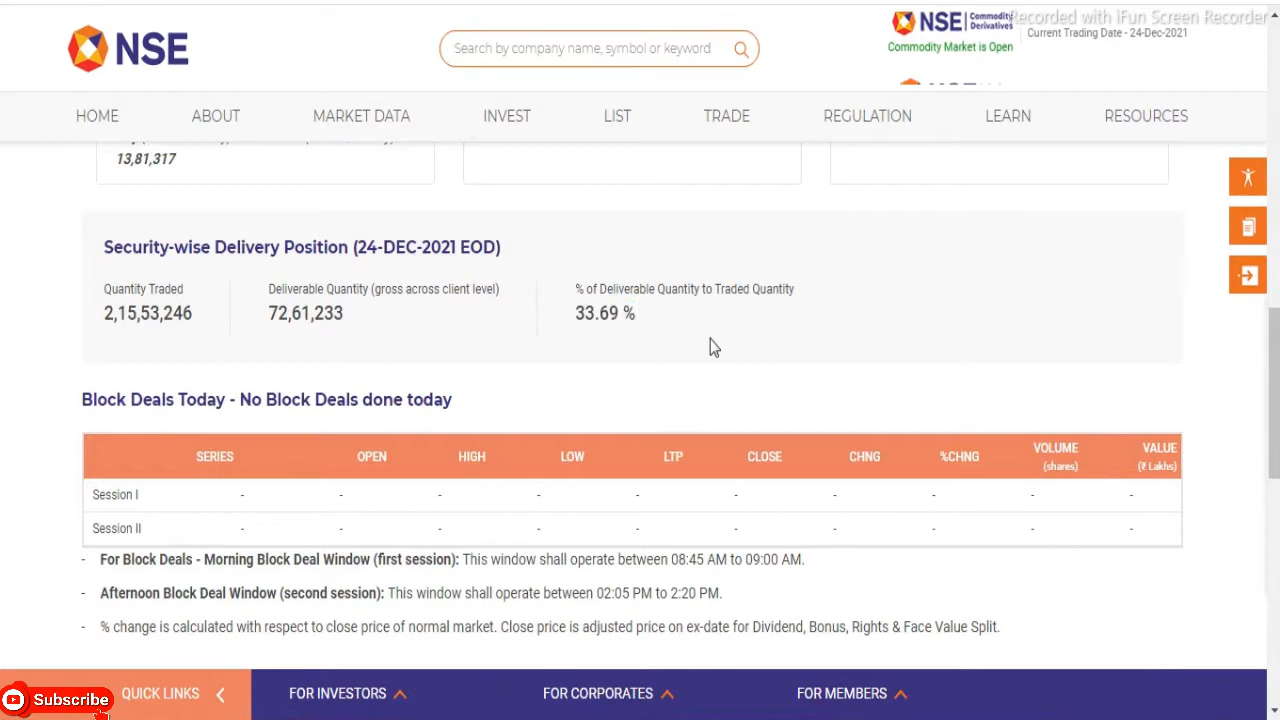 NSE
Search by company name, symbol or keyword
NSE Commodity Derivatives
Commodity Market is Open
Recorded with iFun Screen Recorder
Current Trading Date - 24-Dec-2021
HOME ABOUT MARKET DATA INVEST LIST TRADE REGULATION LEARN RESOURCES
13,81,317
Security-wise Delivery Position (24-DEC-2021 EOD)
Quantity Traded Deliverable Quantity (gross across client level) % of Deliverable Quantity to Traded Quantity
2,15,53,246 72,61,233 33.69 %
Block Deals Today - No Block Deals done today
SERIES OPEN HIGH LOW LTP CLOSE CHNG %CHNG VOLUME (shares) VALUE (₹ Lakhs)
Session I - - - - - - - - - -
Session II - - - - - - - - - -
- For Block Deals - Morning Block Deal Window (first session): This window shall operate between 08:45 AM to 09:00 AM.
- Afternoon Block Deal Window (second session): This window shall operate between 02:05 PM to 2:20 PM.
- % change is calculated with respect to close price of normal market. Close price is adjusted price on ex-date for Dividend, Bonus, Rights & Face Value Split.
Subscribe QUICK LINKS FOR INVESTORS FOR CORPORATES FOR MEMBERS